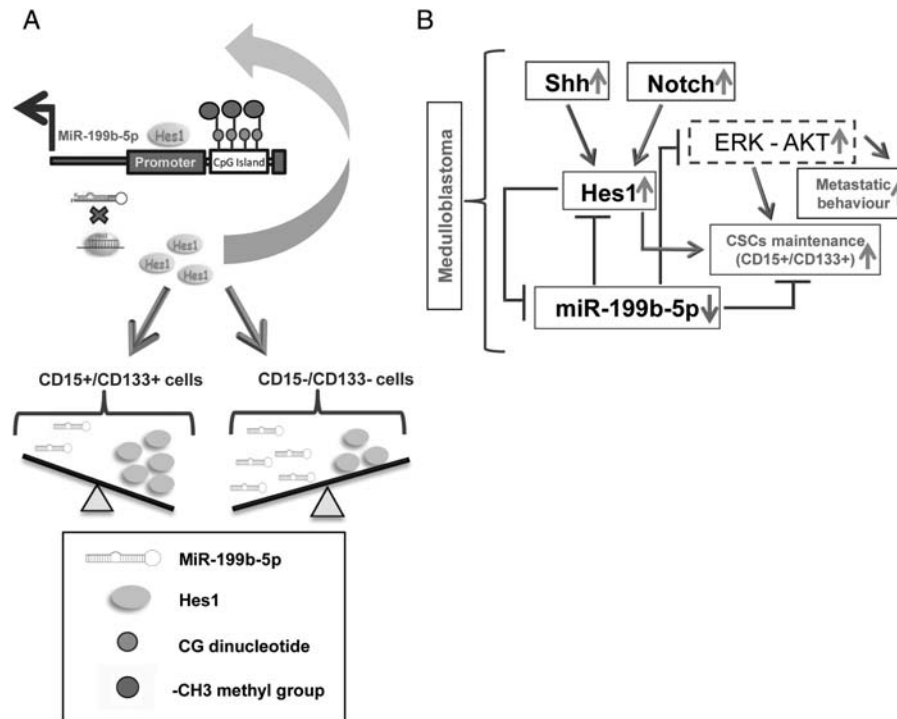 A
MiR-199b-5p
Hes1
Promoter
CpG Island
Hes1
Hes1
Hes1
CD15+/CD133+ cells
CD15-/CD133- cells
MiR-199b-5p
Hes1
CG dinucleotide
-CH3 methyl group
B
Medulloblastoma
Shh
Notch
ERK - AKT
Hes1
Metastatic
behaviour
CSCs maintenance
(CD15+/CD133+)
miR-199b-5p